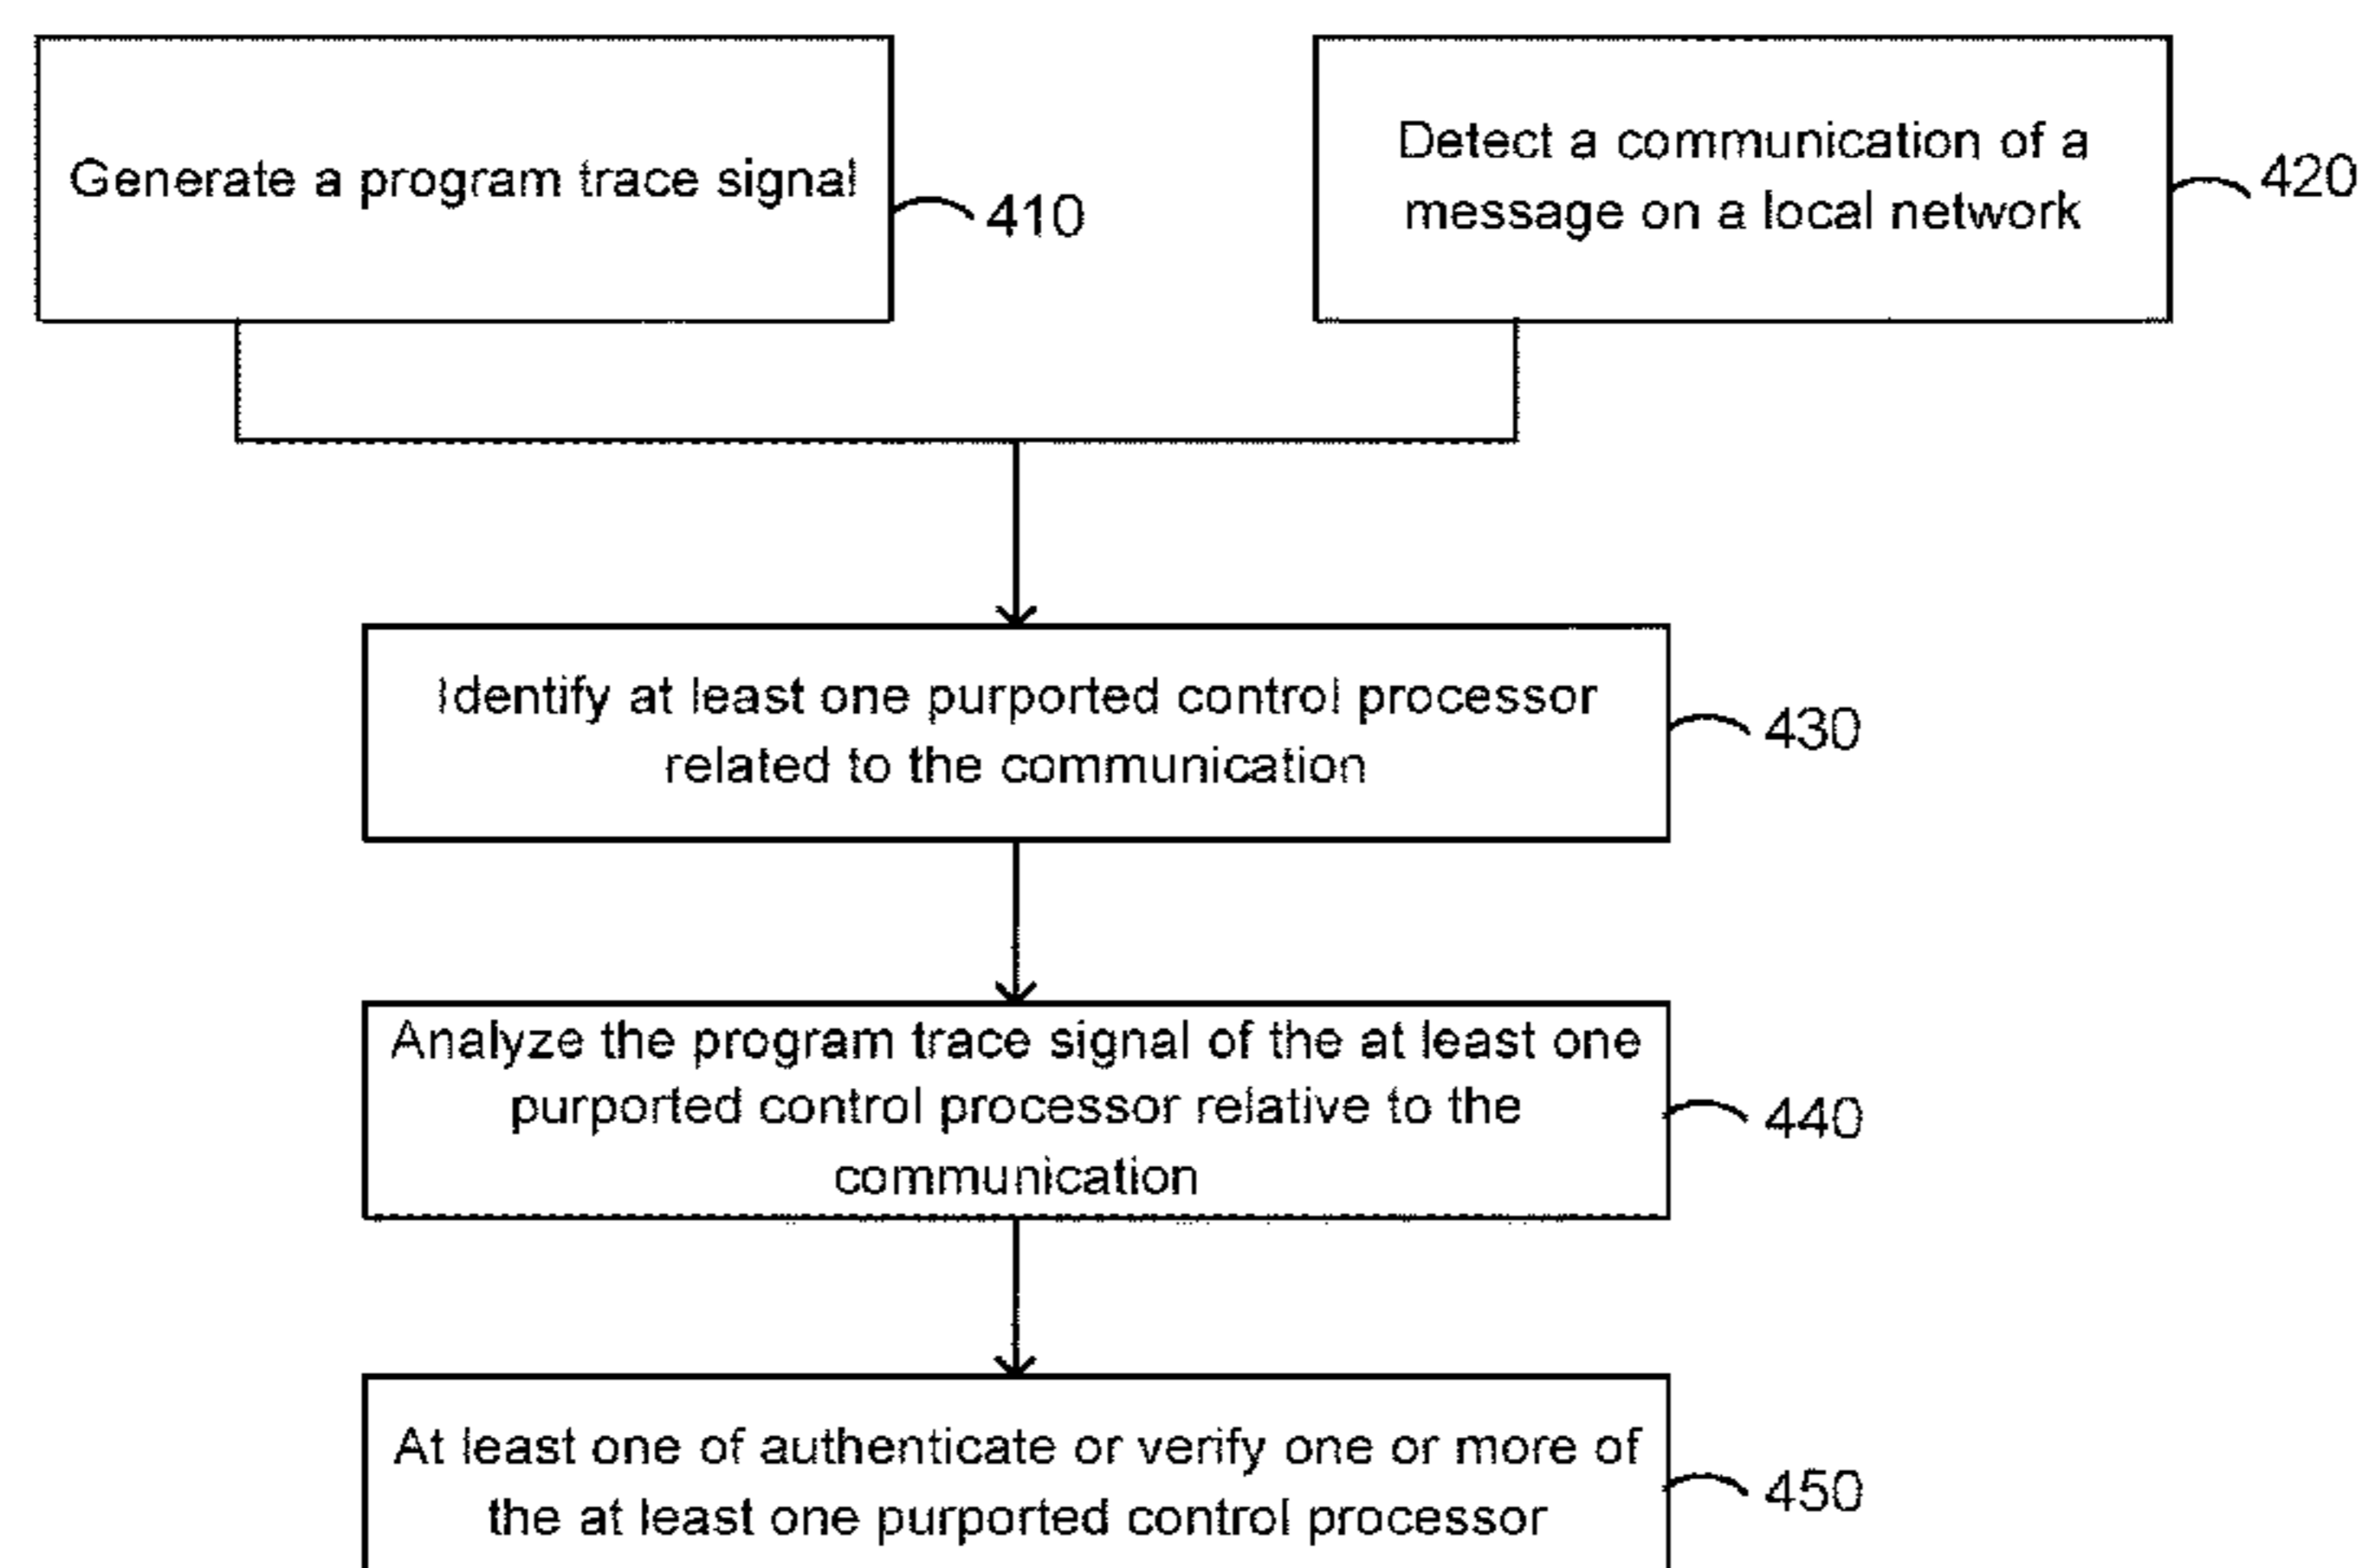 Generate a program trace signal
410
Detect a communication of a
message on a local network
420
Identify at least one purported control processor
related to the communication
430
Analyze the program trace signal of the at least one
purported control processor relative to the
communication
440
At least one of authenticate or verify one or more of
the at least one purported control processor
450